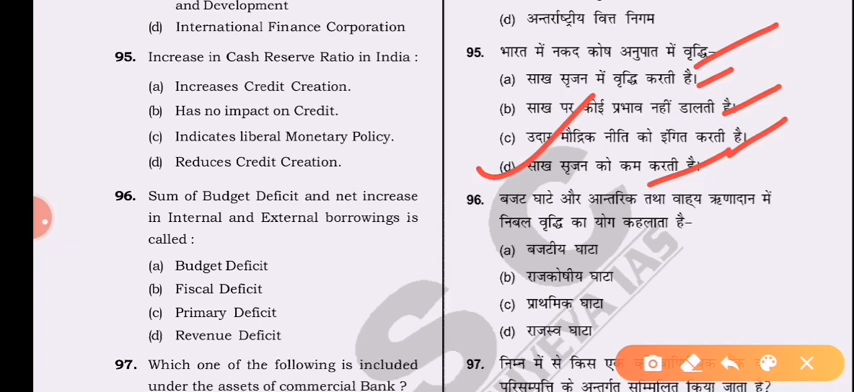 and Development
(d) International Finance Corporation
95. Increase in Cash Reserve Ratio in India :
(a) Increases Credit Creation.
(b) Has no impact on Credit.
(c) Indicates liberal Monetary Policy.
(d) Reduces Credit Creation.
96. Sum of Budget Deficit and net increase
in Internal and External borrowings is
called :
(a) Budget Deficit
(b) Fiscal Deficit
(c) Primary Deficit
(d) Revenue Deficit
97. Which one of the following is included
under the assets of commercial Bank ?
(d) अन्तर्राष्ट्रीय वित्त निगम
95. भारत में नकद कोष अनुपात में वृद्धि–
(a) साख सृजन में वृद्धि करती है।
(b) साख पर कोई प्रभाव नहीं डालती है।
(c) उदार मौद्रिक नीति को इंगित करती है।
(d) साख सृजन को कम करती है।
96. बजट घाटे और आन्तरिक तथा वाह्य ऋणादान में
निबल वृद्धि का योग कहलाता है–
(a) बजटीय घाटा
(b) राजकोषीय घाटा
(c) प्राथमिक घाटा
(d) राजस्व घाटा
97. निम्न में से किस एक
परिसम्पत्ति के अन्तर्गत सम्मिलित किया जाता है?